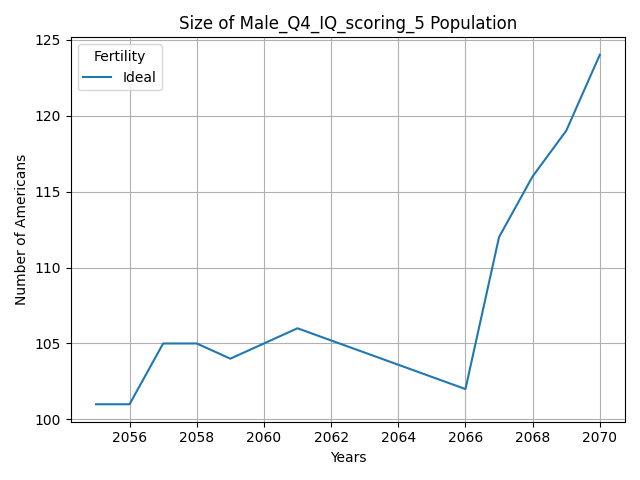 Size of Male_Q4_IQ_scoring_5 Population
Fertility
Ideal
Number of Americans
125
120
115
110
105
100
2056 2058 2060 2062 2064 2066 2068 2070
Years